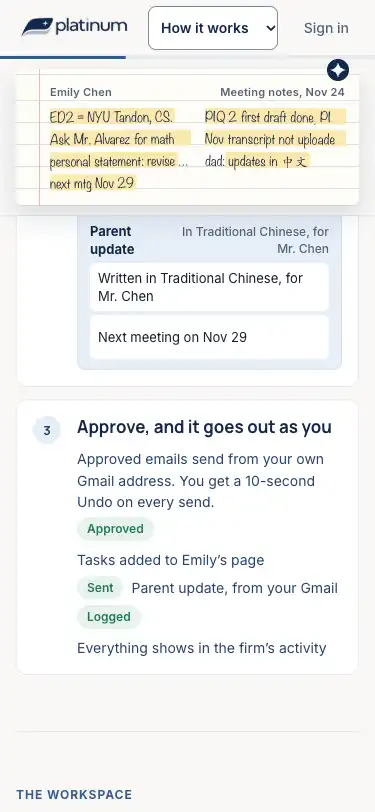 platinum
How it works
Sign in
Emily Chen
Meeting notes, Nov 24
ED2 = NYU Tandon, CS.
Ask Mr. Alvarez for math
personal statement: revise ...
next mtg Nov 29
PIQ 2 first draft done, PI
Nov transcript not uploade
dad: updates in 中文
Parent update
In Traditional Chinese, for
Mr. Chen
Written in Traditional Chinese, for
Mr. Chen
Next meeting on Nov 29
3
Approve, and it goes out as you
Approved emails send from your own
Gmail address. You get a 10-second
Undo on every send.
Approved
Tasks added to Emily's page
Sent
Parent update, from your Gmail
Logged
Everything shows in the firm's activity
THE WORKSPACE